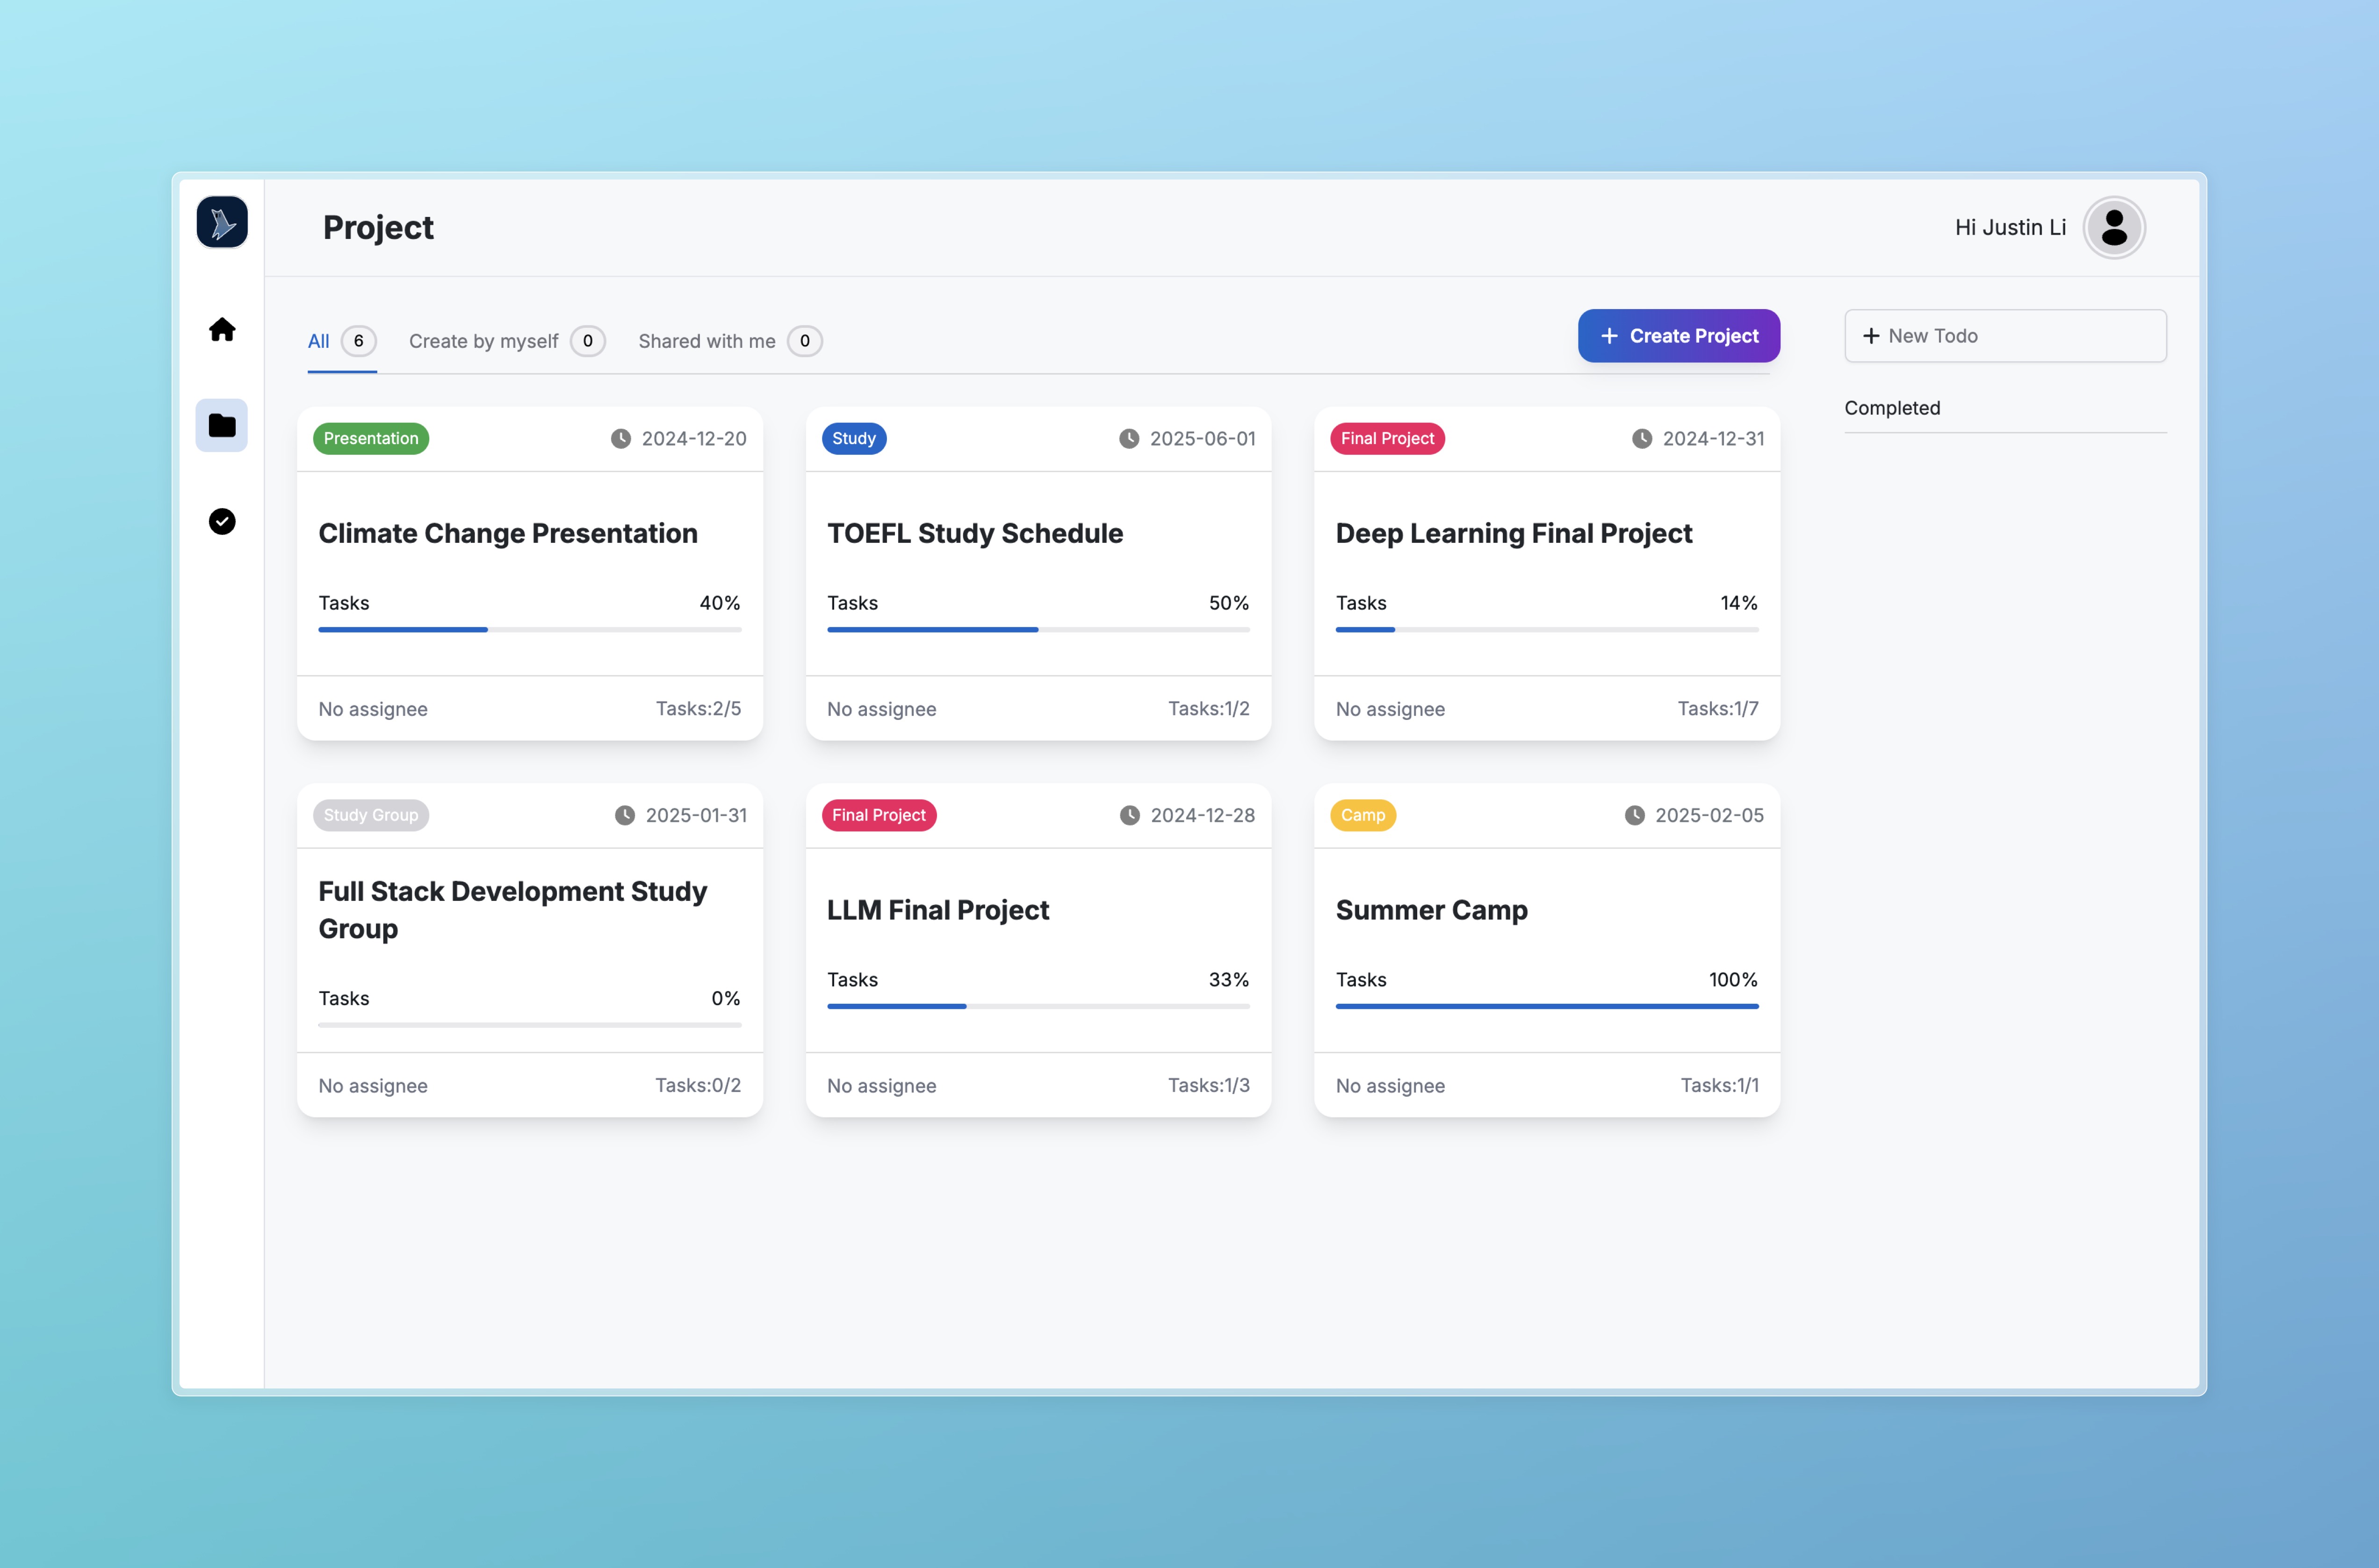 Project
Hi Justin Li
All 6 Create by myself 0 Shared with me 0
+ Create Project
+ New Todo
Completed
Presentation 2024-12-20
Climate Change Presentation
Tasks 40%
No assignee Tasks:2/5
Study 2025-06-01
TOEFL Study Schedule
Tasks 50%
No assignee Tasks:1/2
Final Project 2024-12-31
Deep Learning Final Project
Tasks 14%
No assignee Tasks:1/7
Study Group 2025-01-31
Full Stack Development Study
Group
Tasks 0%
No assignee Tasks:0/2
Final Project 2024-12-28
LLM Final Project
Tasks 33%
No assignee Tasks:1/3
Camp 2025-02-05
Summer Camp
Tasks 100%
No assignee Tasks:1/1